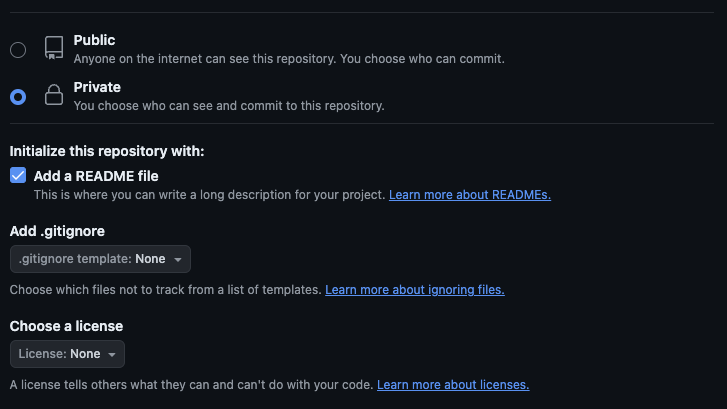 Public
Anyone on the internet can see this repository. You choose who can commit.
Private
You choose who can see and commit to this repository.
Initialize this repository with:
Add a README file
This is where you can write a long description for your project. Learn more about READMEs.
Add .gitignore
.gitignore template: None
Choose which files not to track from a list of templates. Learn more about ignoring files.
Choose a license
License: None
A license tells others what they can and can't do with your code. Learn more about licenses.